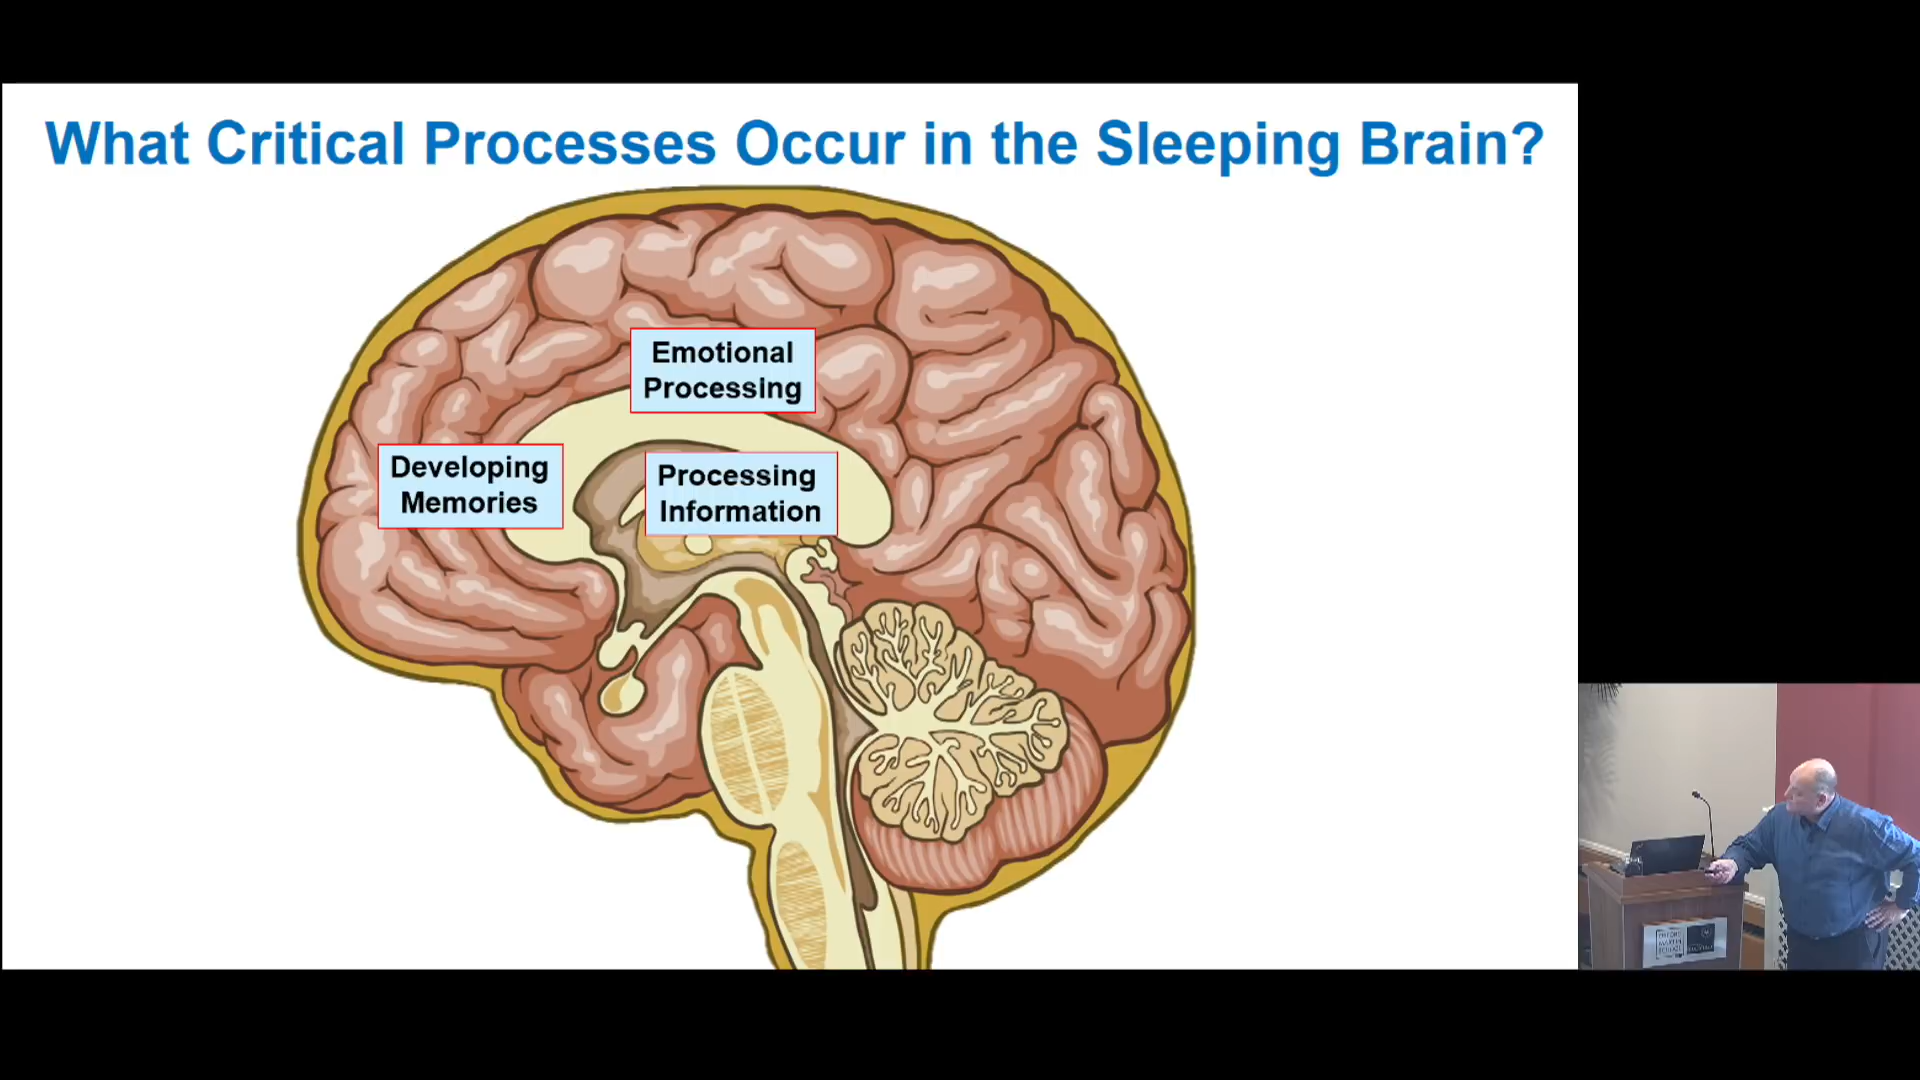 What Critical Processes Occur in the Sleeping Brain?
Emotional
Processing
Developing
Memories
Processing
Information